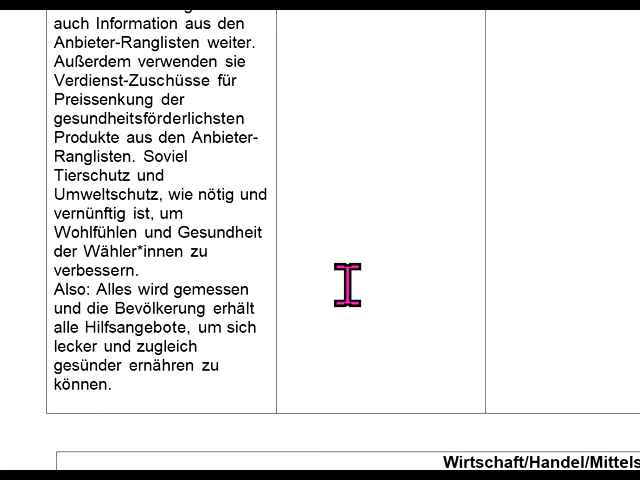 auch Information aus den
Anbieter-Ranglisten weiter.
Außerdem verwenden sie
Verdienst-Zuschüsse für
Preissenkung der
gesundheitsförderlichsten
Produkte aus den Anbieter-
Ranglisten. Soviel
Tierschutz und
Umweltschutz, wie nötig und
vernünftig ist, um
Wohlfühlen und Gesundheit
der Wähler*innen zu
verbessern.
Also: Alles wird gemessen
und die Bevölkerung erhält
alle Hilfsangebote, um sich
lecker und zugleich
gesünder ernähren zu
können.
Wirtschaft/Handel/Mittels